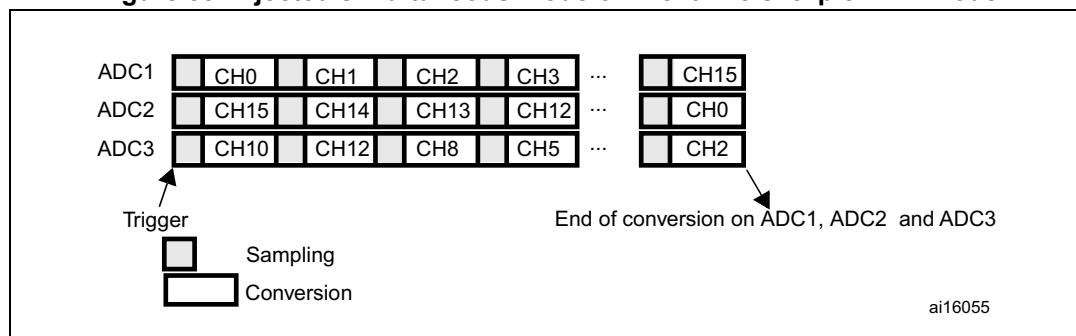 ADC1 CH0 CH1 CH2 CH3 ... CH15
ADC2 CH15 CH14 CH13 CH12 ... CH0
ADC3 CH10 CH12 CH8 CH5 ... CH2
Trigger
End of conversion on ADC1, ADC2 and ADC3
Sampling
Conversion
ai16055